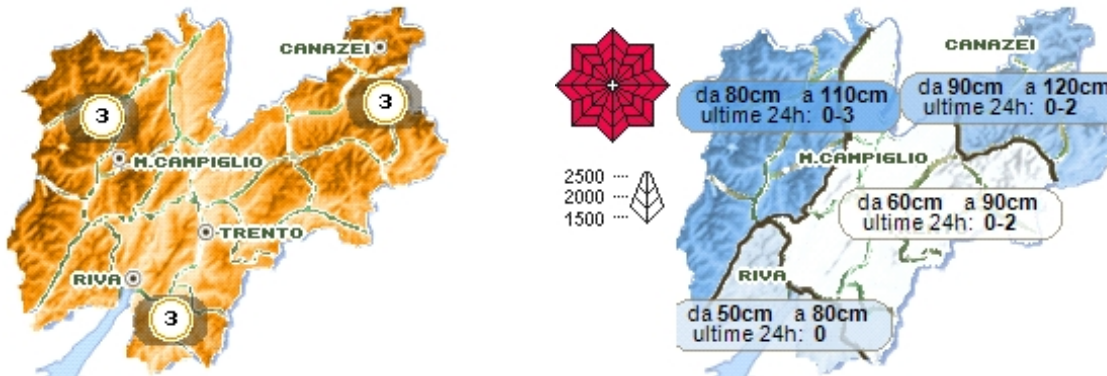 CANAZEI
3
3
M.CAMPIGLIO
TRENTO
RIVA
3
CANAZEI
da 80cm a 110cm
ultime 24h: 0-3
da 90cm a 120cm
ultime 24h: 0-2
M.CAMPIGLIO
2500
2000
1500
da 60cm a 90cm
ultime 24h: 0-2
RIVA
da 50cm a 80cm
ultime 24h: 0